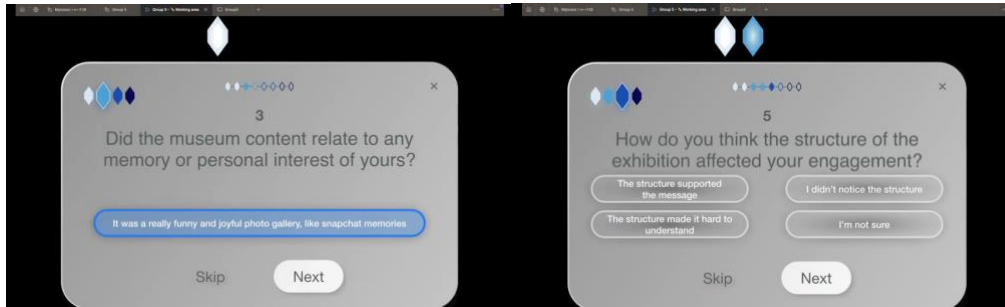 3
Did the museum content relate to any
memory or personal interest of yours?
It was a really funny and joyful photo gallery, like snapchat memories
Skip
Next
5
How do you think the structure of the
exhibition affected your engagement?
The structure supported
the message
I didn't notice the structure
The structure made it hard to
understand
I'm not sure
Skip
Next